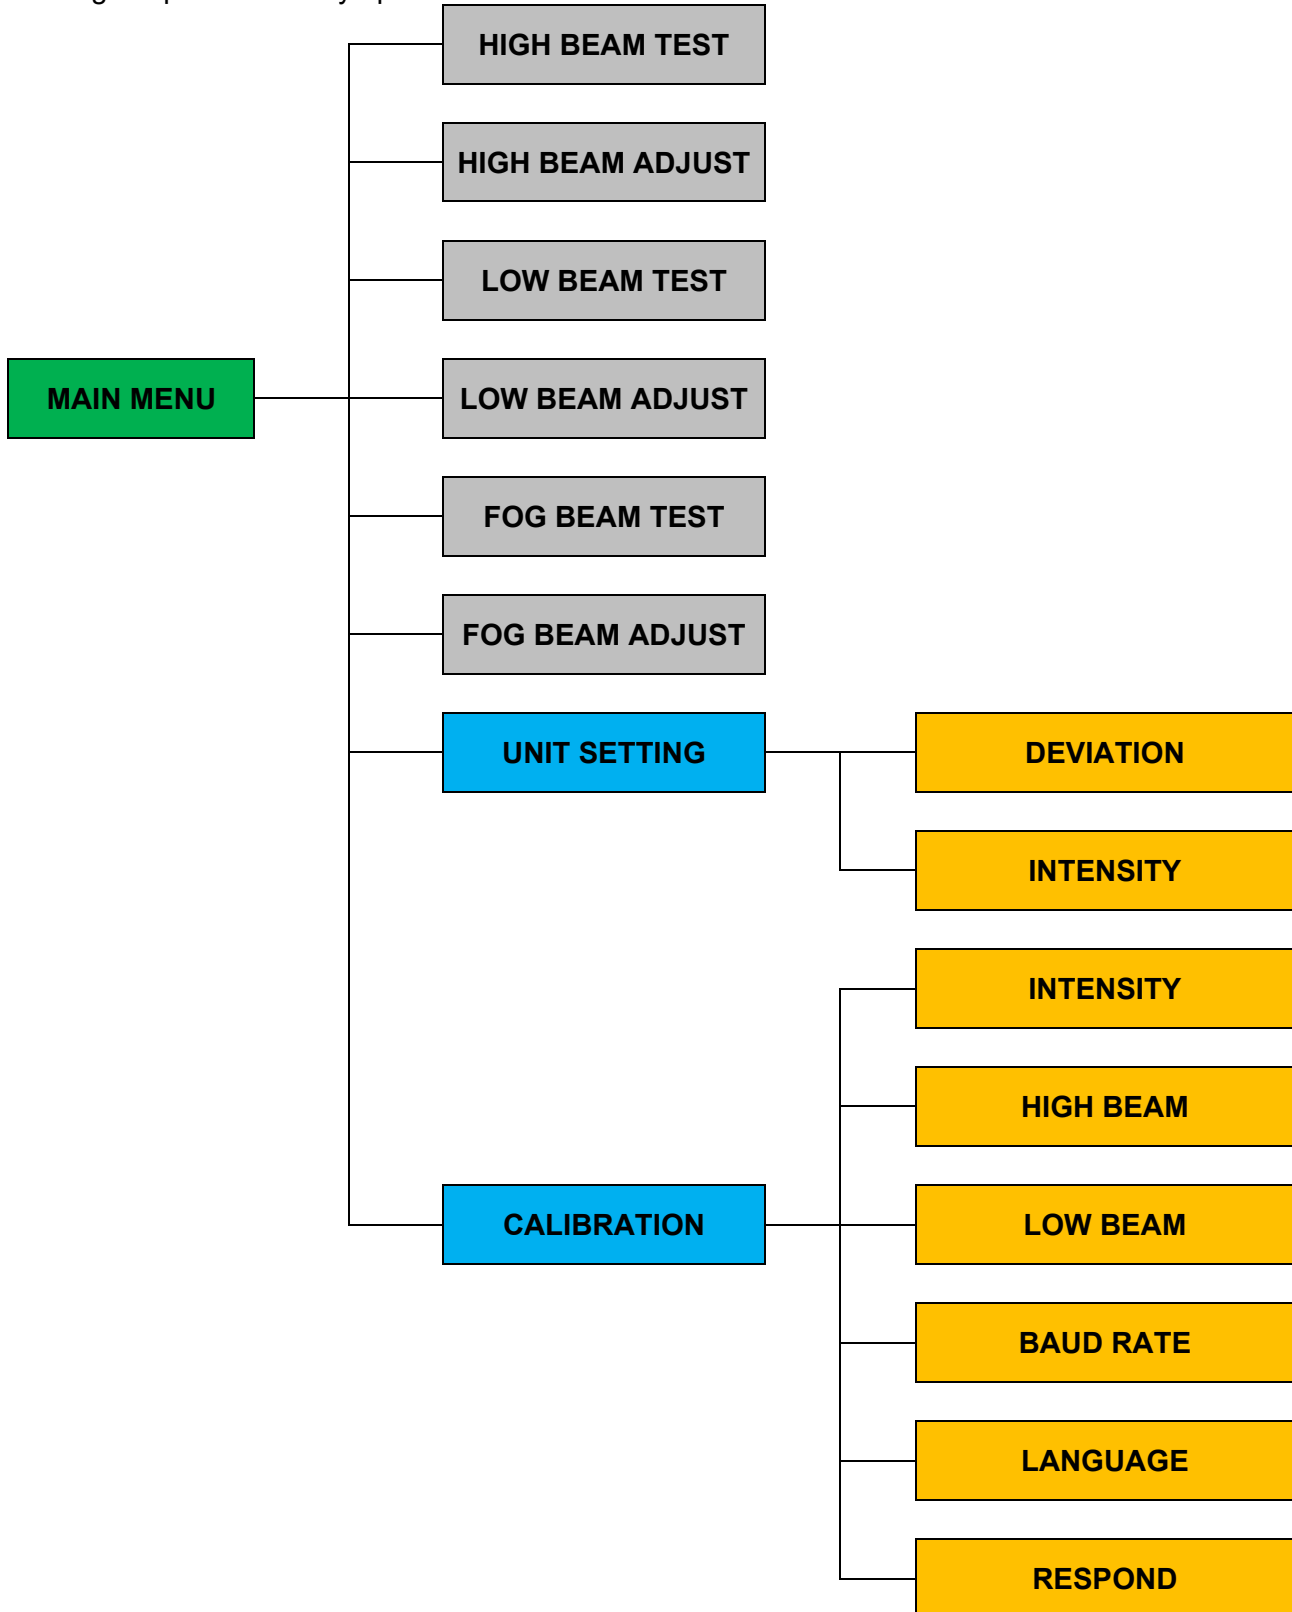 HIGH BEAM TEST
HIGH BEAM ADJUST
LOW BEAM TEST
MAIN MENU
LOW BEAM ADJUST
FOG BEAM TEST
FOG BEAM ADJUST
UNIT SETTING
DEVIATION
INTENSITY
INTENSITY
HIGH BEAM
CALIBRATION
LOW BEAM
BAUD RATE
LANGUAGE
RESPOND